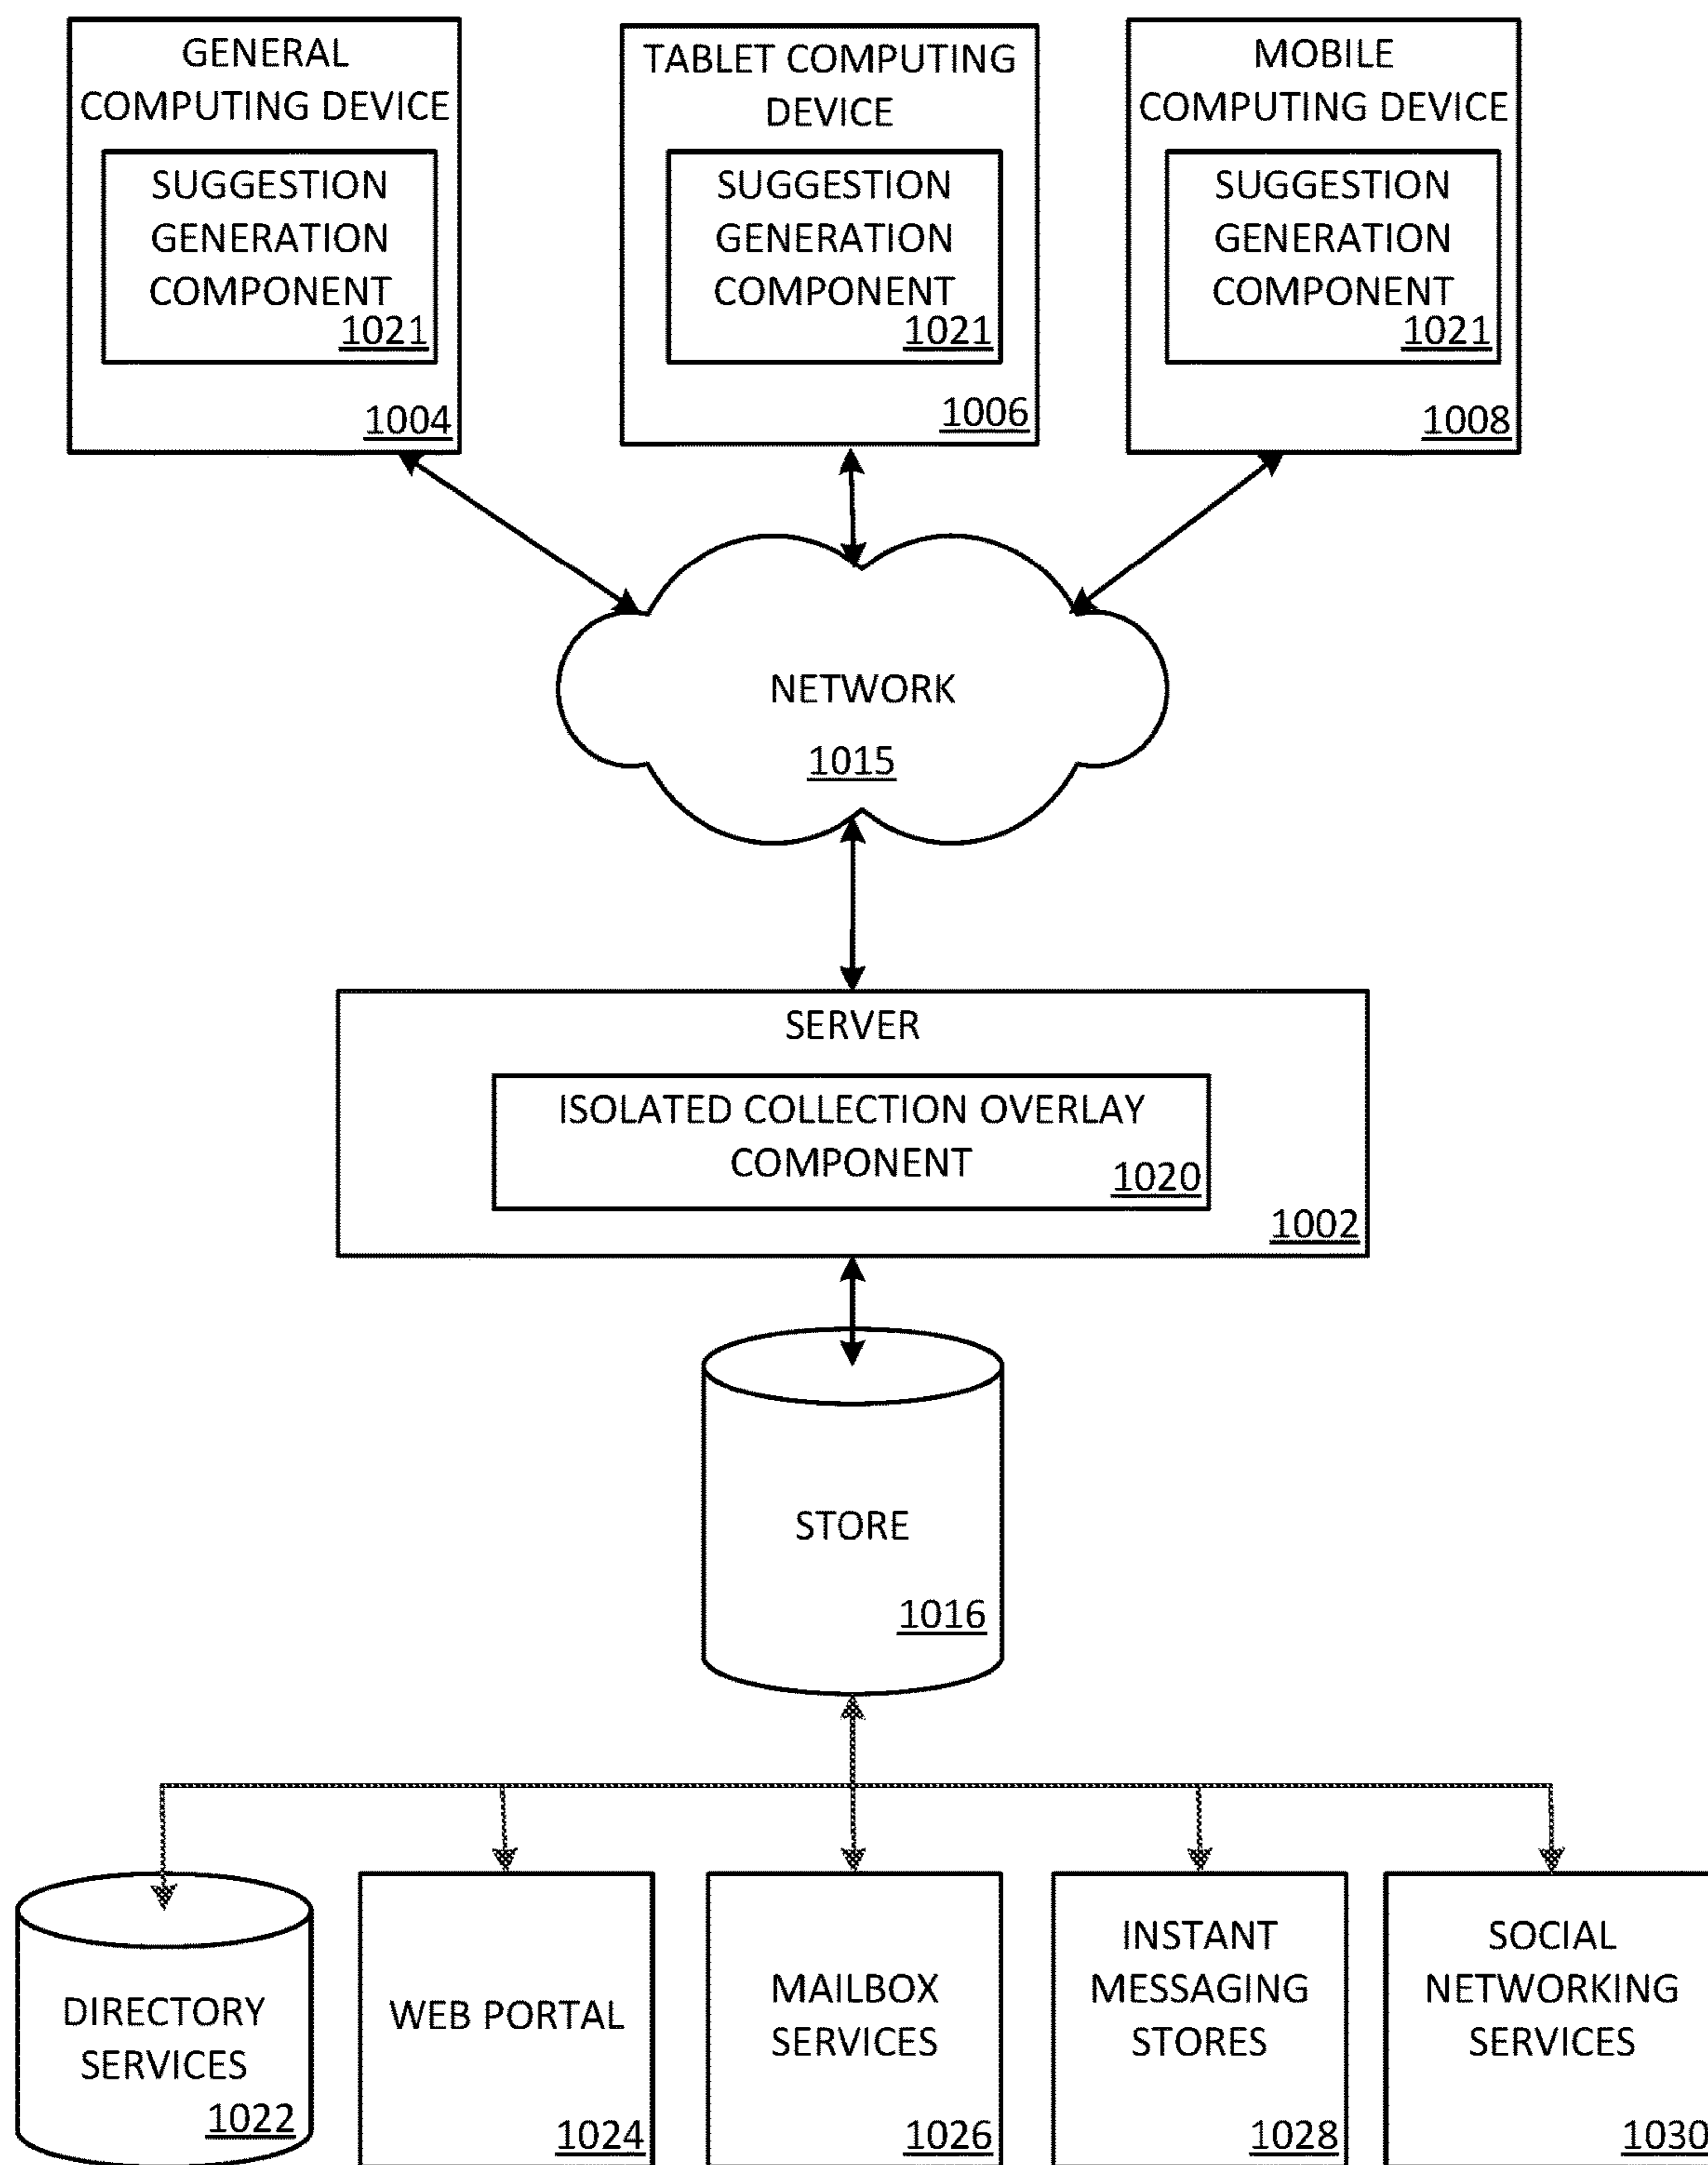 GENERAL
COMPUTING DEVICE
SUGGESTION
GENERATION
COMPONENT
1021
1004
TABLET COMPUTING
DEVICE
SUGGESTION
GENERATION
COMPONENT
1021
1006
MOBILE
COMPUTING DEVICE
SUGGESTION
GENERATION
COMPONENT
1021
1008
NETWORK
1015
SERVER
ISOLATED COLLECTION OVERLAY
COMPONENT
1020
1002
STORE
1016
DIRECTORY
SERVICES
1022
WEB PORTAL
1024
MAILBOX
SERVICES
1026
INSTANT
MESSAGING
STORES
1028
SOCIAL
NETWORKING
SERVICES
1030